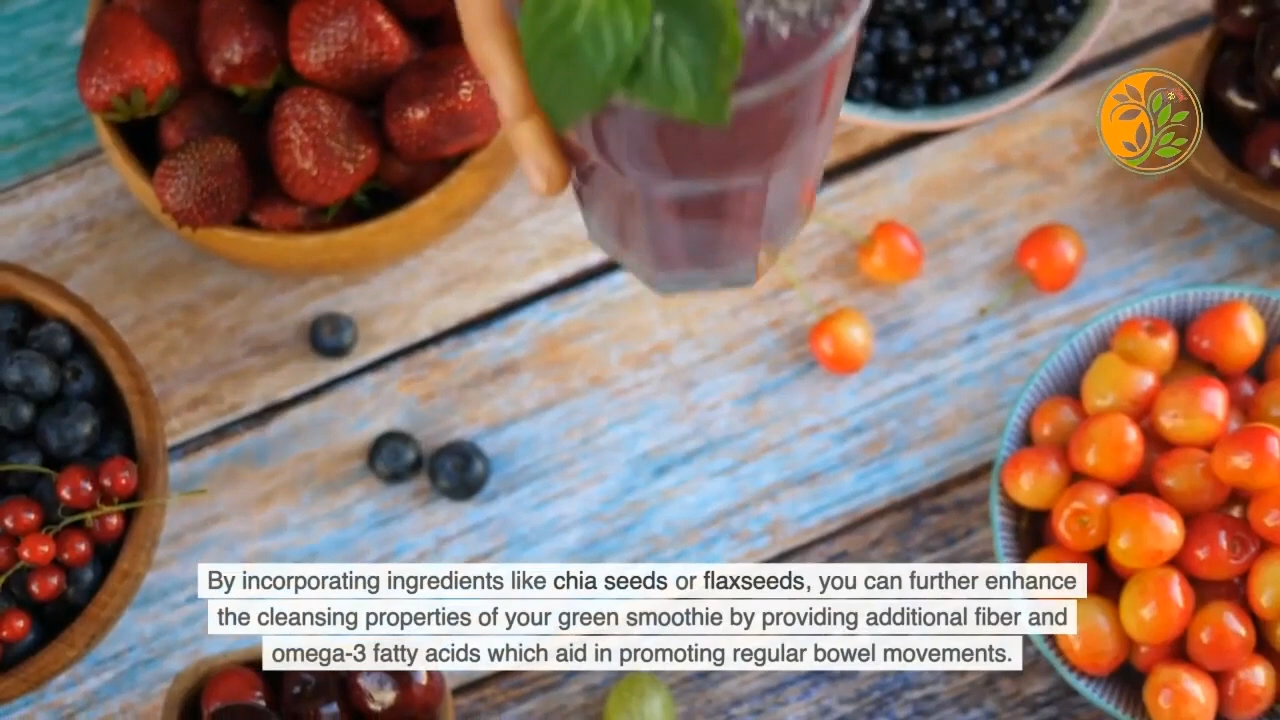 By incorporating ingredients like chia seeds or flaxseeds, you can further enhance
the cleansing properties of your green smoothie by providing additional fiber and
omega-3 fatty acids which aid in promoting regular bowel movements.